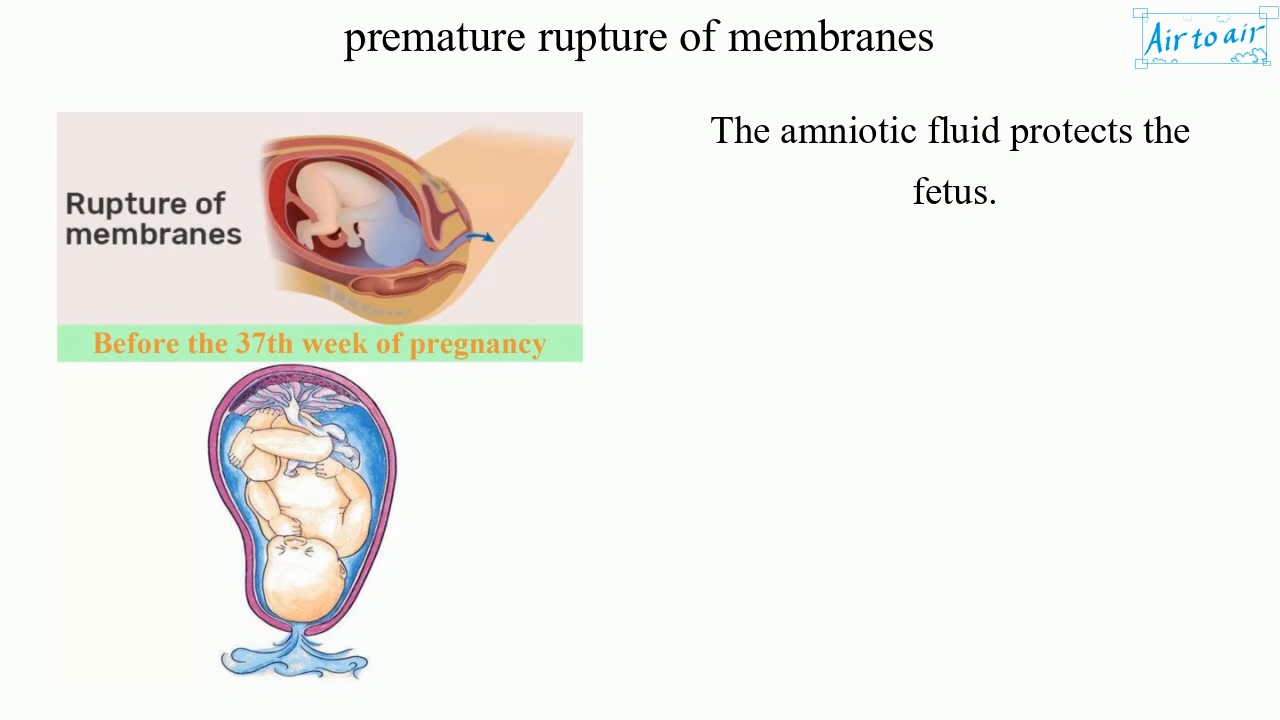 premature rupture of membranes
Air to air
The amniotic fluid protects the
fetus.
Rupture of
membranes
Before the 37th week of pregnancy